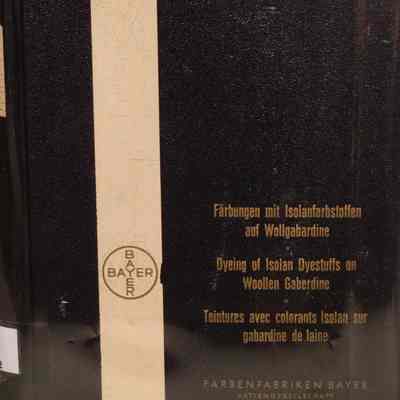 Färbungen mit Isolanfarbstoffen
auf Wollgabardine
BAYER
BAYER
Dyeing of Isolan Dyestuffs on
Woollen Gaberdine
Teintures avec colorants Isolan sur
gabardine de laine
FARBENFABRIKEN BAYER
AKTIENGESELLSCHAFT